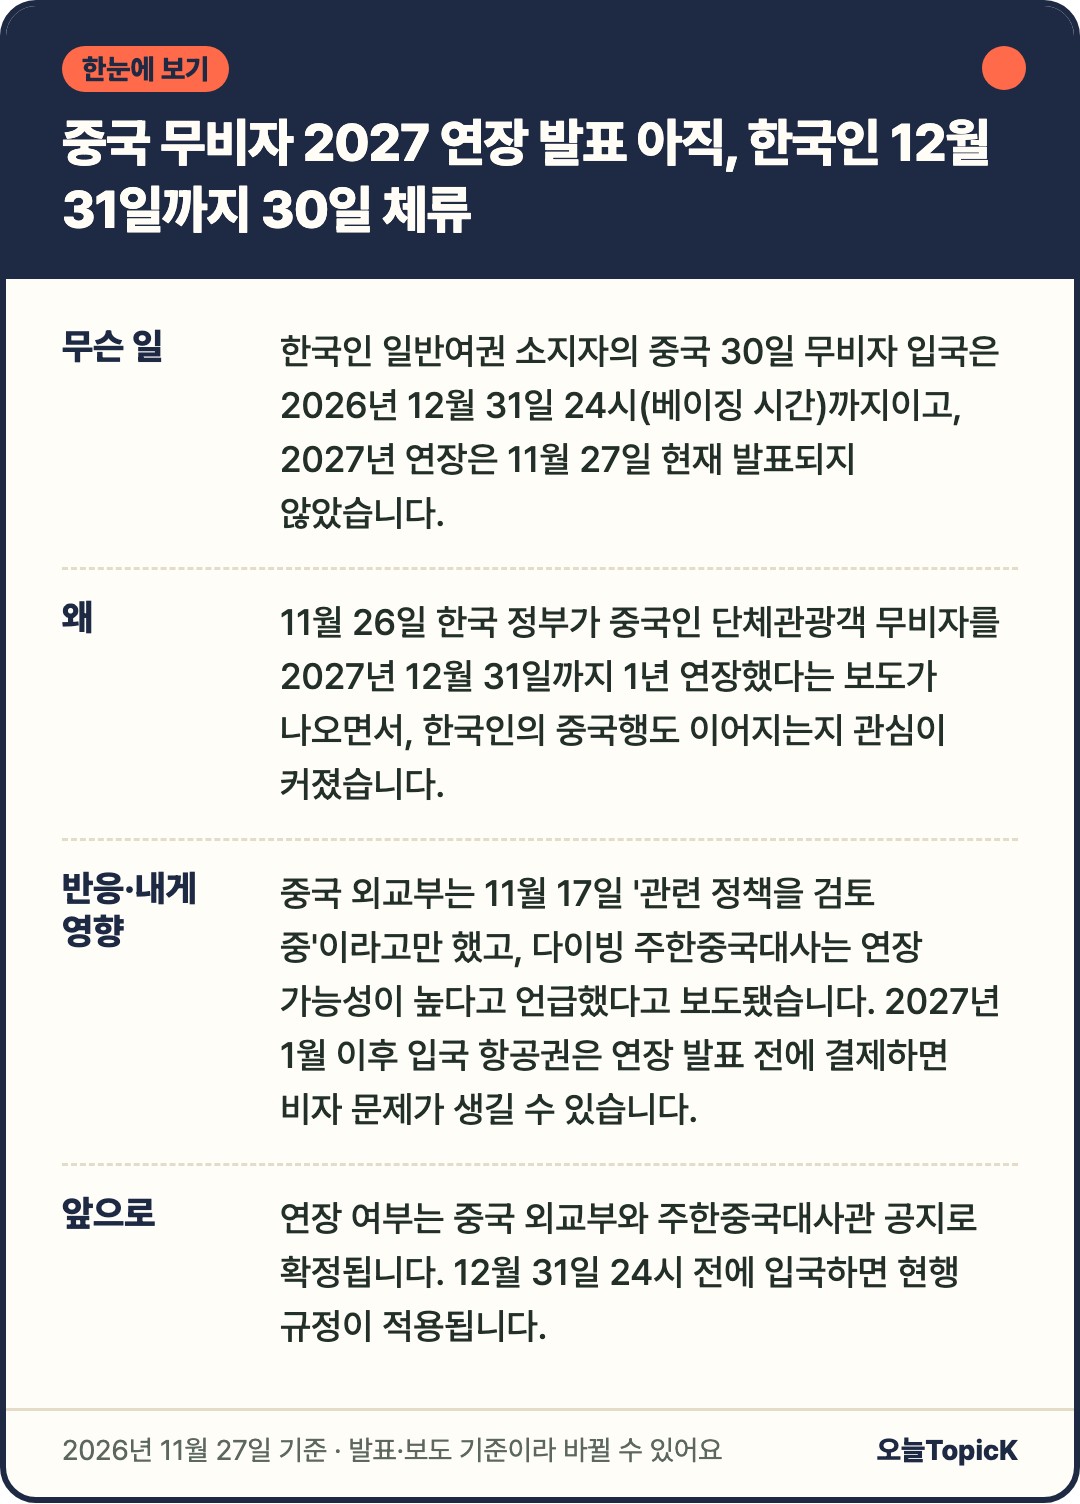 한눈에 보기
중국 무비자 2027 연장 발표 아직, 한국인 12월
31일까지 30일 체류
무슨 일
한국인 일반여권 소지자의 중국 30일 무비자 입국은
2026년 12월 31일 24시(베이징 시간)까지이고,
2027년 연장은 11월 27일 현재 발표되지
않았습니다.
왜
11월 26일 한국 정부가 중국인 단체관광객 무비자를
2027년 12월 31일까지 1년 연장했다는 보도가
나오면서, 한국인의 중국행도 이어지는지 관심이
커졌습니다.
반응·내게
영향
중국 외교부는 11월 17일 '관련 정책을 검토
중'이라고만 했고, 다이빙 주한중국대사는 연장
가능성이 높다고 언급했다고 보도됐습니다. 2027년
1월 이후 입국 항공권은 연장 발표 전에 결제하면
비자 문제가 생길 수 있습니다.
앞으로
연장 여부는 중국 외교부와 주한중국대사관 공지로
확정됩니다. 12월 31일 24시 전에 입국하면 현행
규정이 적용됩니다.
2026년 11월 27일 기준 · 발표·보도 기준이라 바뀔 수 있어요
오늘TopicK